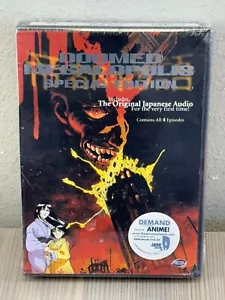 DOOMED
MEGALOPOLIS
SPECIAL EDITION
The Original Japanese Audio
For the very first time!
Contains All 4 Episodes
DEMAND
ANIME!